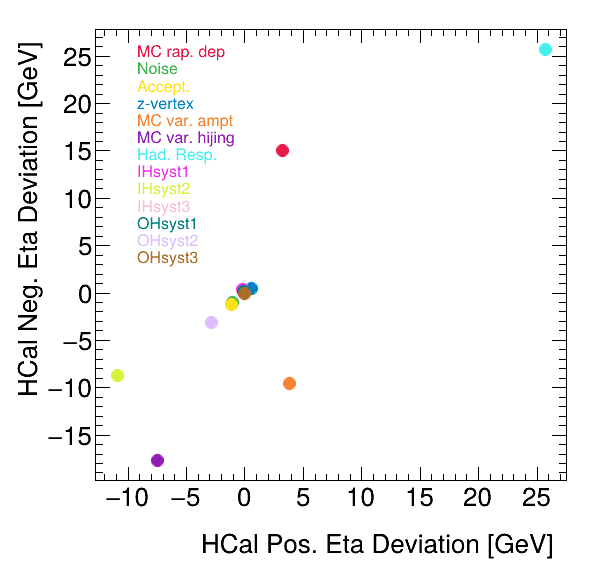 HCal Neg. Eta Deviation [GeV]
25
20
15
10
5
0
−5
−10
−15
MC rap. dep
Noise
Accept.
z-vertex
MC var. ampt
MC var. hijing
Had. Resp.
IHsyst1
IHsyst2
IHsyst3
OHsyst1
OHsyst2
OHsyst3
−10 −5 0 5 10 15 20 25
HCal Pos. Eta Deviation [GeV]